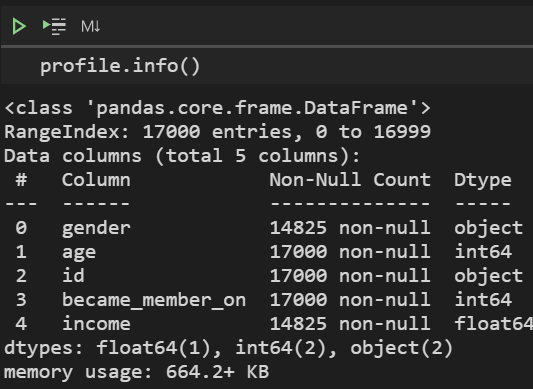 M↓
profile.info()
<class 'pandas.core.frame.DataFrame'>
RangeIndex: 17000 entries, 0 to 16999
Data columns (total 5 columns):
 #   Column            Non-Null Count  Dtype
---  ------            --------------  -----
 0   gender            14825 non-null  object
 1   age               17000 non-null  int64
 2   id                17000 non-null  object
 3   became_member_on  17000 non-null  int64
 4   income            14825 non-null  float64
dtypes: float64(1), int64(2), object(2)
memory usage: 664.2+ KB